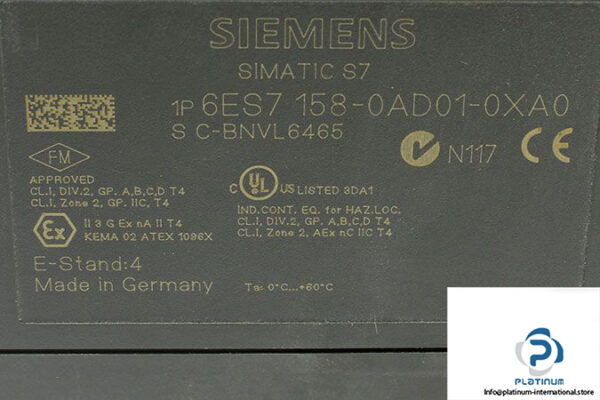 SIEMENS
SIMATIC S7
1P 6ES7 158-0AD01-0XA0
S C-BNVL6465
FM
APPROVED
CL.I, DIV.2, GP. A,B,C,D T4
CL.I, Zone 2, GP. IIC, T4
N117
C UL US LISTED 3DA1
IND.CONT. EQ. for HAZ.LOC.
CL.I, DIV.2, GP. A,B,C,D T4
CL.I, Zone 2, AEx nC IIC T4
Ex II 3 G Ex nA II T4
KEMA 02 ATEX 1096X
CE
E-Stand:4
Made in Germany
Ta: 0°C...+60°C
PLATINUM
Info@platinum-international.store